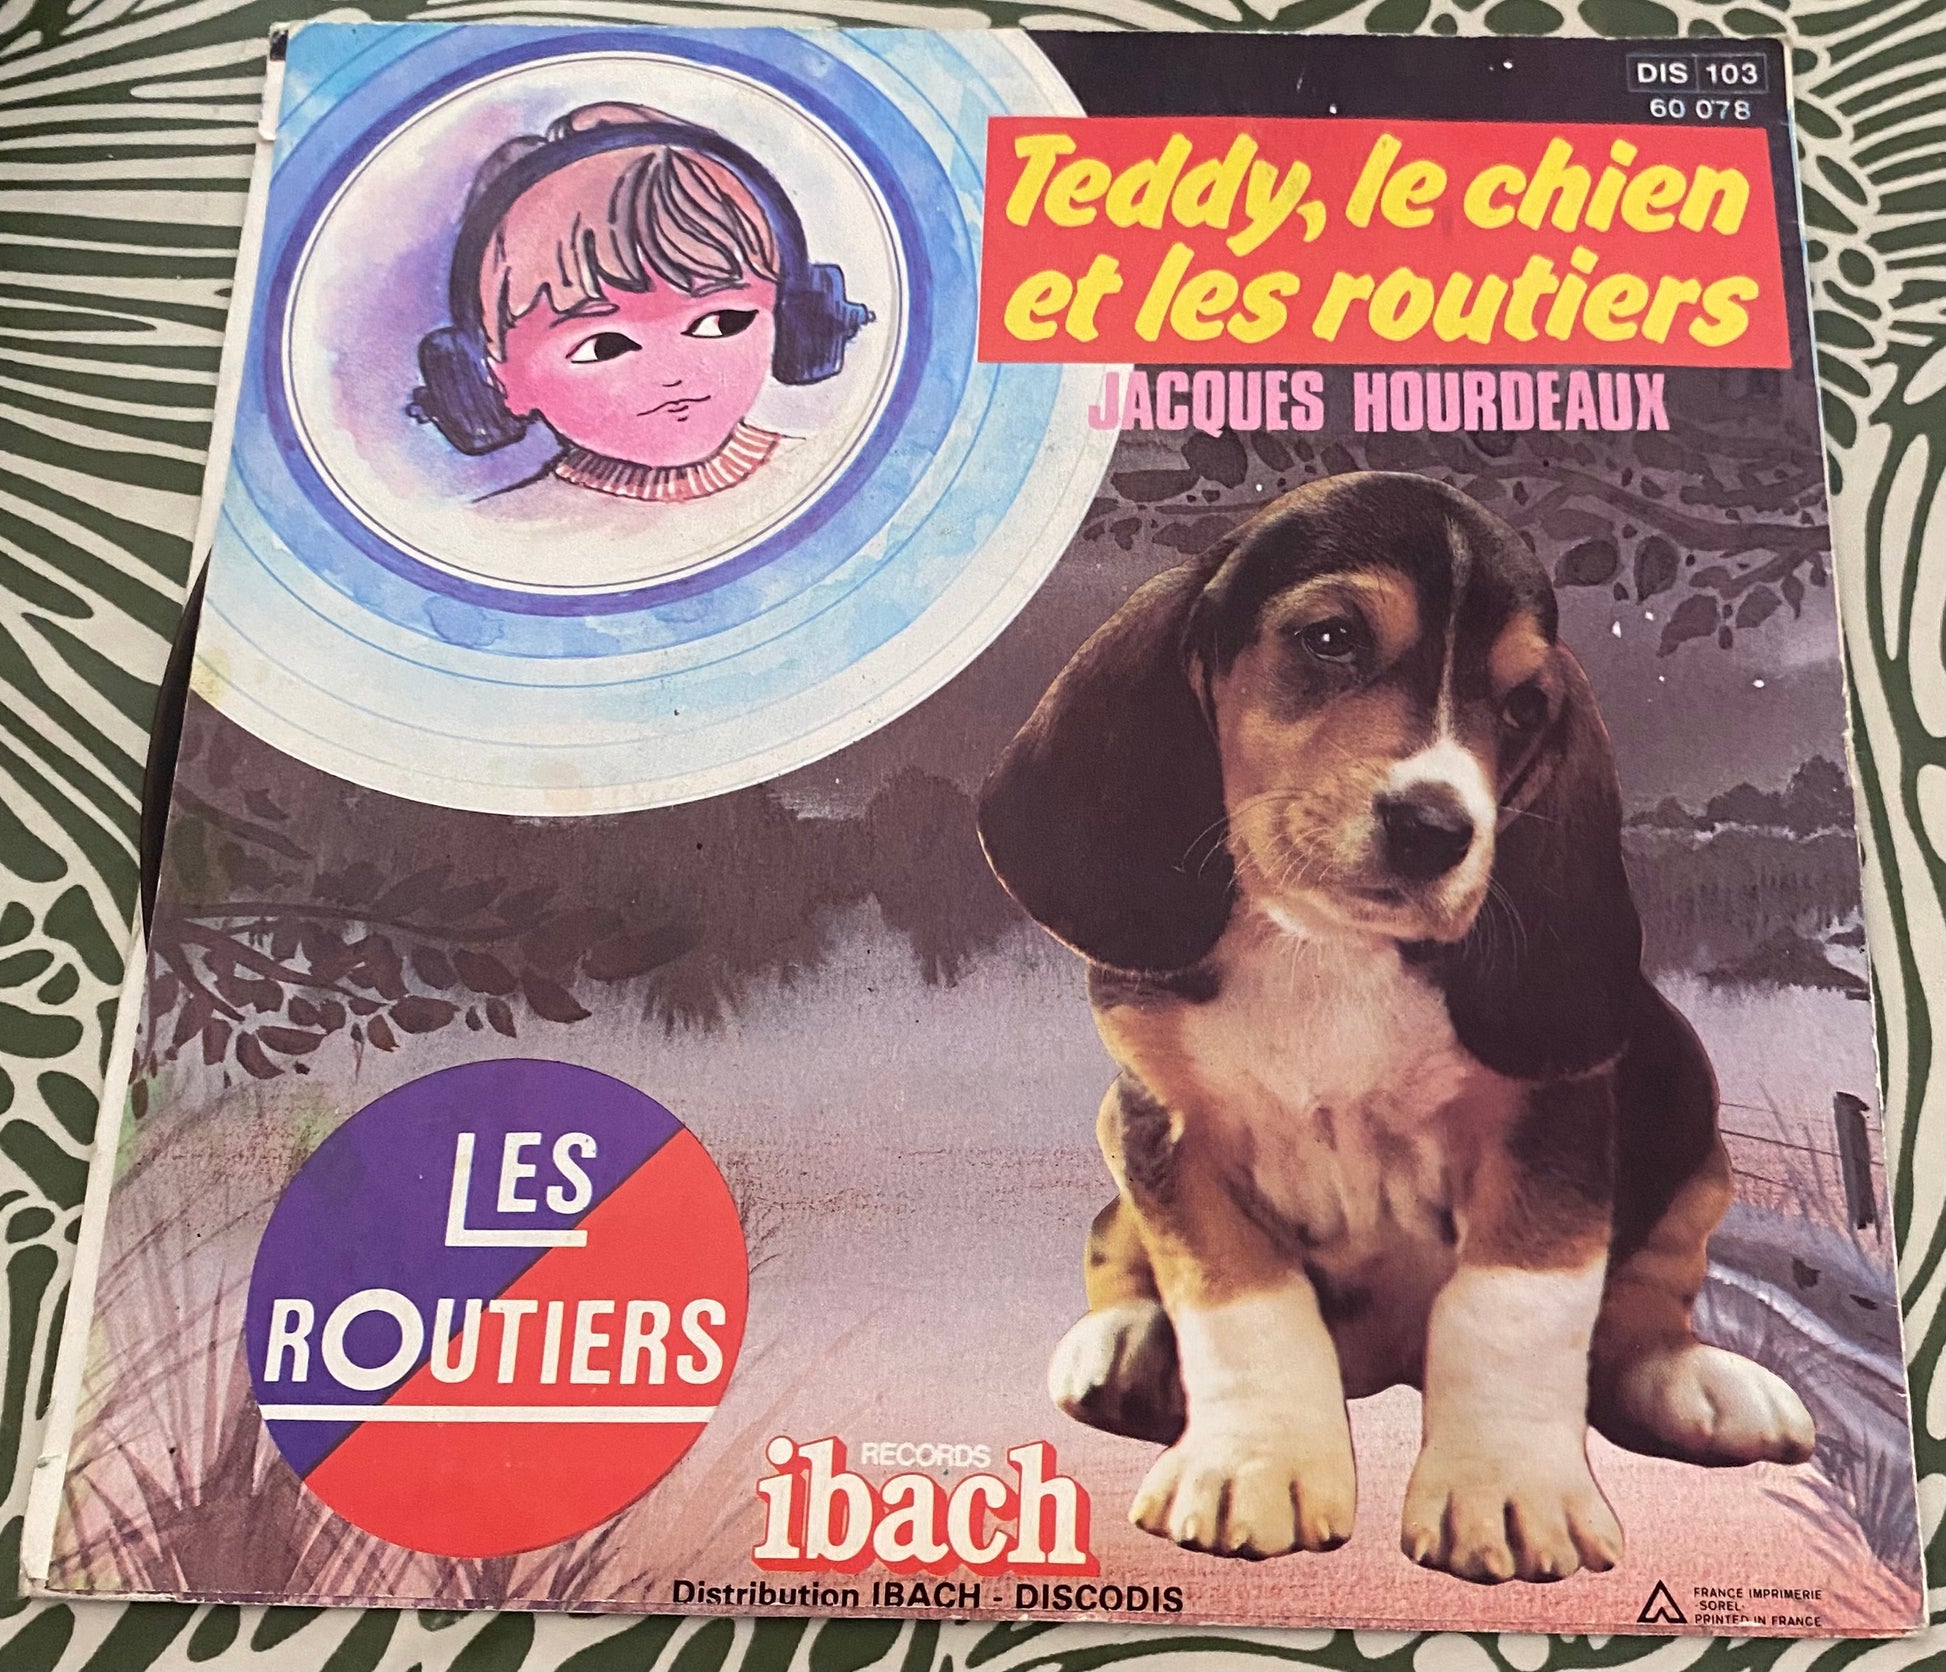 DIS 103
60 078
Teddy, le chien
et les routiers
JACQUES HOURDEAUX
LES
ROUTIERS
RECORDS
ibach
Distribution IBACH - DISCODIS
FRANCE IMPRIMERIE
-SOREL-
PRINTED IN FRANCE